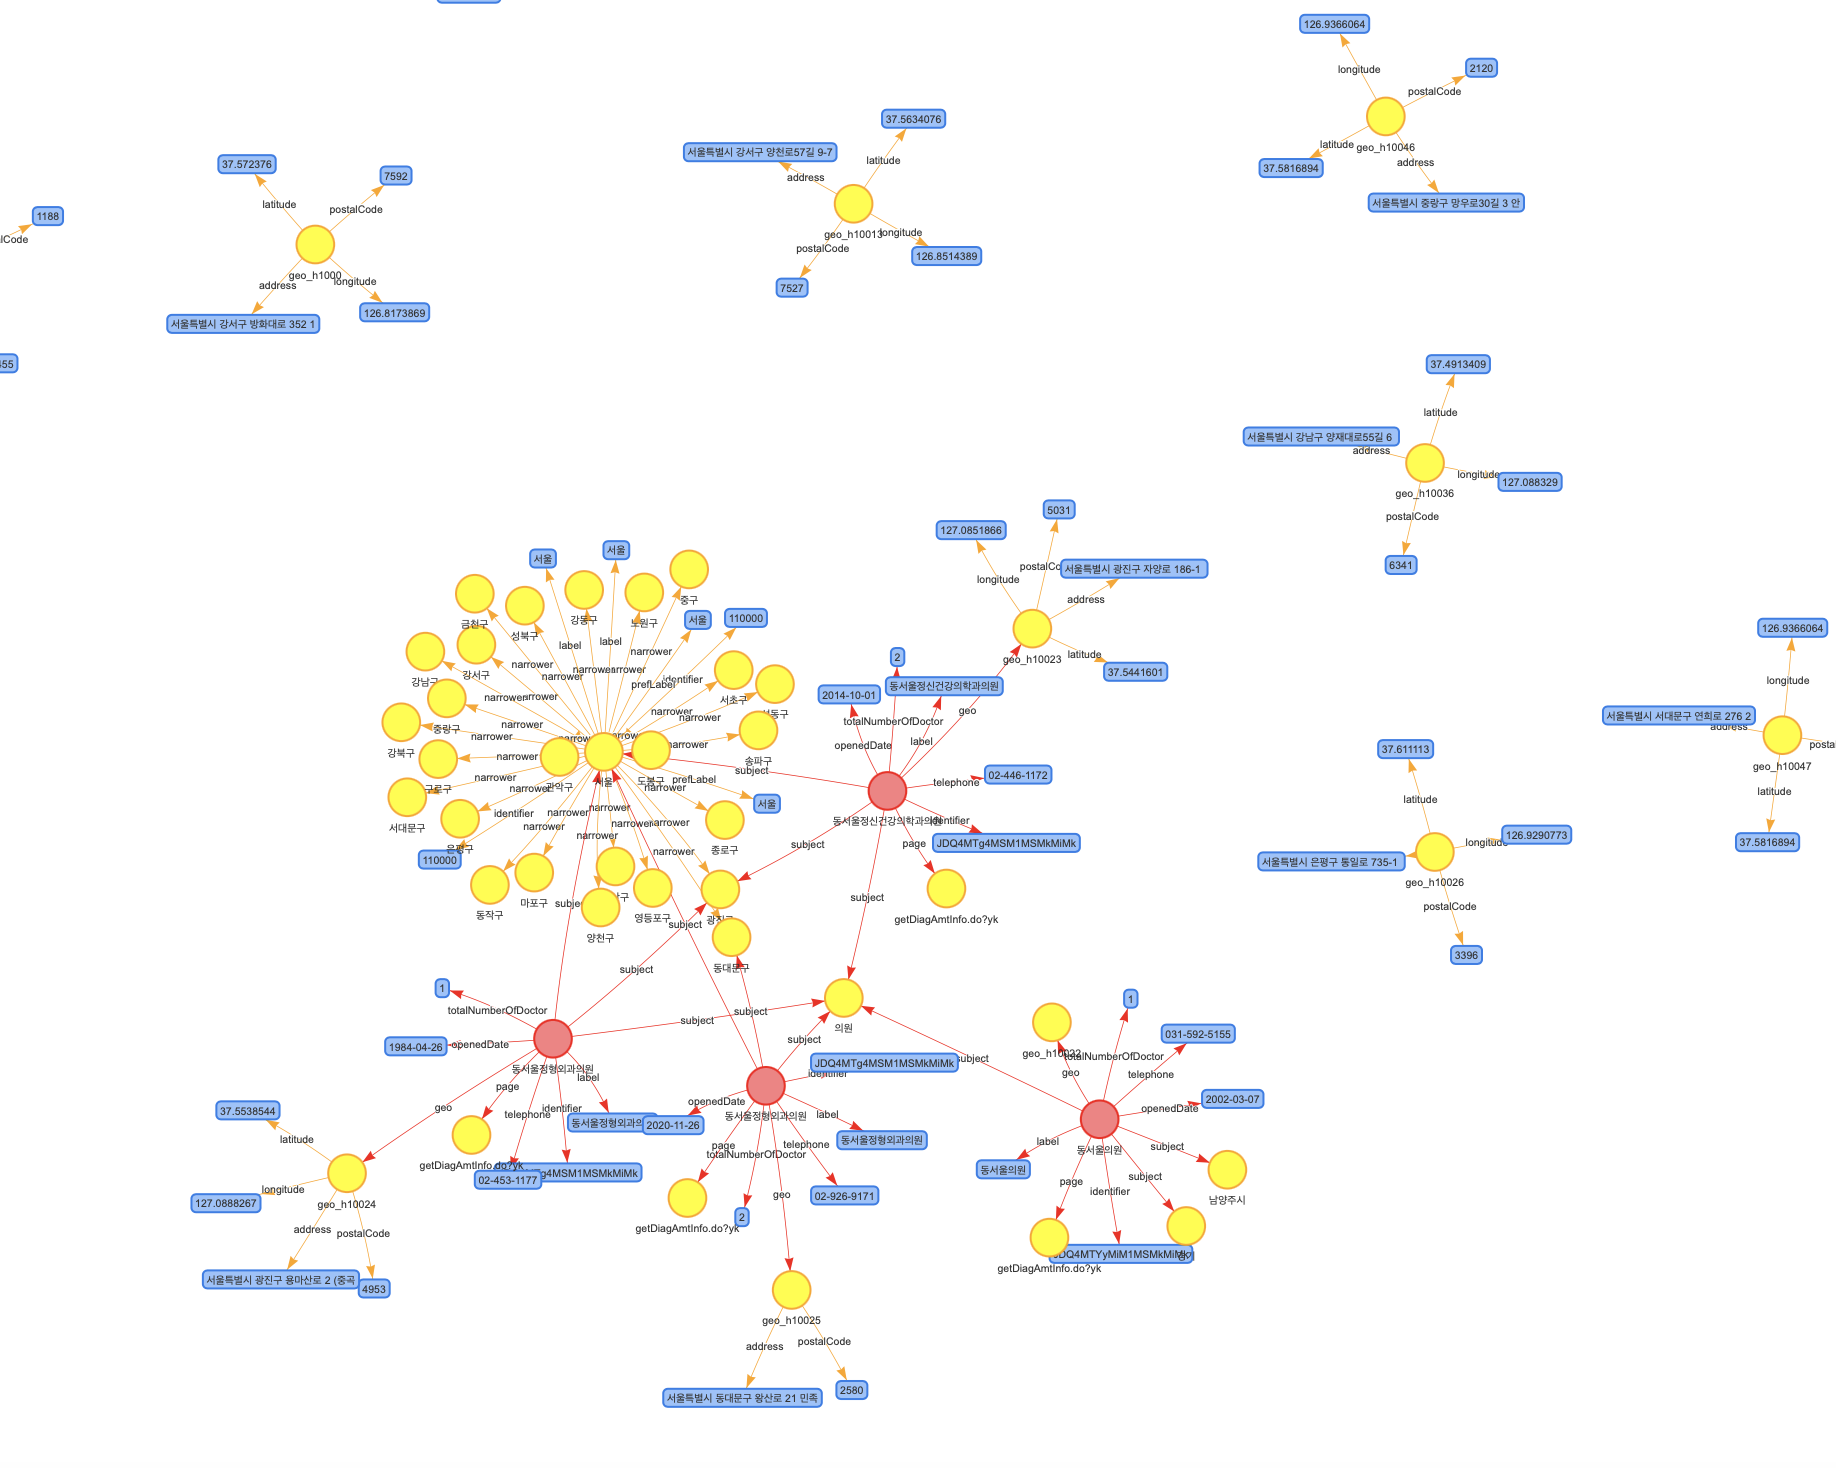 126.9366064
longitude
2120
postalCode
geo_h10046
latitude
37.5816894
address
서울특별시 중랑구 망우로30길 3 안
37.5634076
latitude
서울특별시 강서구 양천로57길 9-7
address
geo_h10013
longitude
126.8514389
postalCode
7527
37.572376
latitude
7592
postalCode
geo_h1000
address
longitude
126.8173869
서울특별시 강서구 방화대로 352 1
1188
lCode
455
37.4913409
latitude
서울특별시 강남구 양재대로55길 6
address
longitude
127.088329
geo_h10036
postalCode
6341
127.0851866
longitude
5031
postalCo
서울특별시 광진구 자양로 186-1
address
geo_h10023
latitude
37.5441601
126.9366064
longitude
서울특별시 서대문구 연희로 276 2
address
postal
geo_h10047
latitude
37.5816894
37.611113
latitude
longitude
126.9290773
서울특별시 은평구 통일로 735-1
geo_h10026
postalCode
3396
서울
서울
서울
110000
금천구
성북구
강동구
노원구
중구
강남구
강서구
서초구
중랑구
강북구
송파구
구로구
관악구
서울
도봉구
서대문구
은평구
110000
서울
종로구
동작구
마포구
양천구
영등포구
동대문구
label
label
narrower
narrower
narrower
prefLabel
identifier
narrower
narrower
narrower
narrower
narrower
narrower
narrower
narrower
identifier
narrower
narrower
narrower
narrower
prefLabel
narrower
narrower
2
2014-10-01
동서울정신건강의학과의원
totalNumberOfDoctor
openedDate
label
geo
subject
telephone
02-446-1172
동서울정신건강의학과의원
identifier
JDQ4MTg4MSM1MSMkMiMk
page
subject
subject
getDiagAmtInfo.do?yk
subject
subject
subject
subject
subject
의원
1
totalNumberOfDoctor
1984-04-26
openedDate
동서울정형외과의원
page
label
telephone
identifier
geo
getDiagAmtInfo.do?yk
02-453-1177
Tg4MSM1MSMkMiMk
37.5538544
latitude
127.0888267
longitude
geo_h10024
address
postalCode
서울특별시 광진구 용마산로 2 (중곡
4953
JDQ4MTg4MSM1MSMkMiMk
identifier
openedDate
2020-11-26
동서울정형외과의원
label
동서울정형외과의원
page
telephone
totalNumberOfDoctor
02-926-9171
getDiagAmtInfo.do?yk
2
geo
geo_h10025
address
postalCode
서울특별시 동대문구 왕산로 21 민족
2580
geo_h10022
geo
1
totalNumberOfDoctor
031-592-5155
telephone
subject
openedDate
2002-03-07
동서울의원
label
동서울의원
subject
남양주시
page
identifier
subject
JDQ4MTYyMiM1MSMkMiMk
getDiagAmtInfo.do?yk